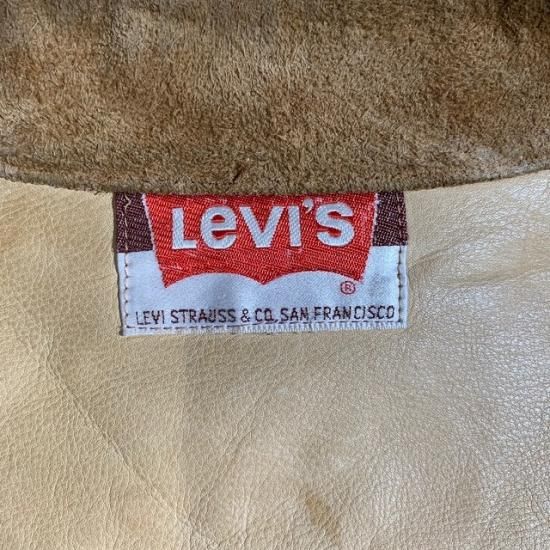 Levi's
®
LEVI STRAUSS & CO. SAN FRANCISCO